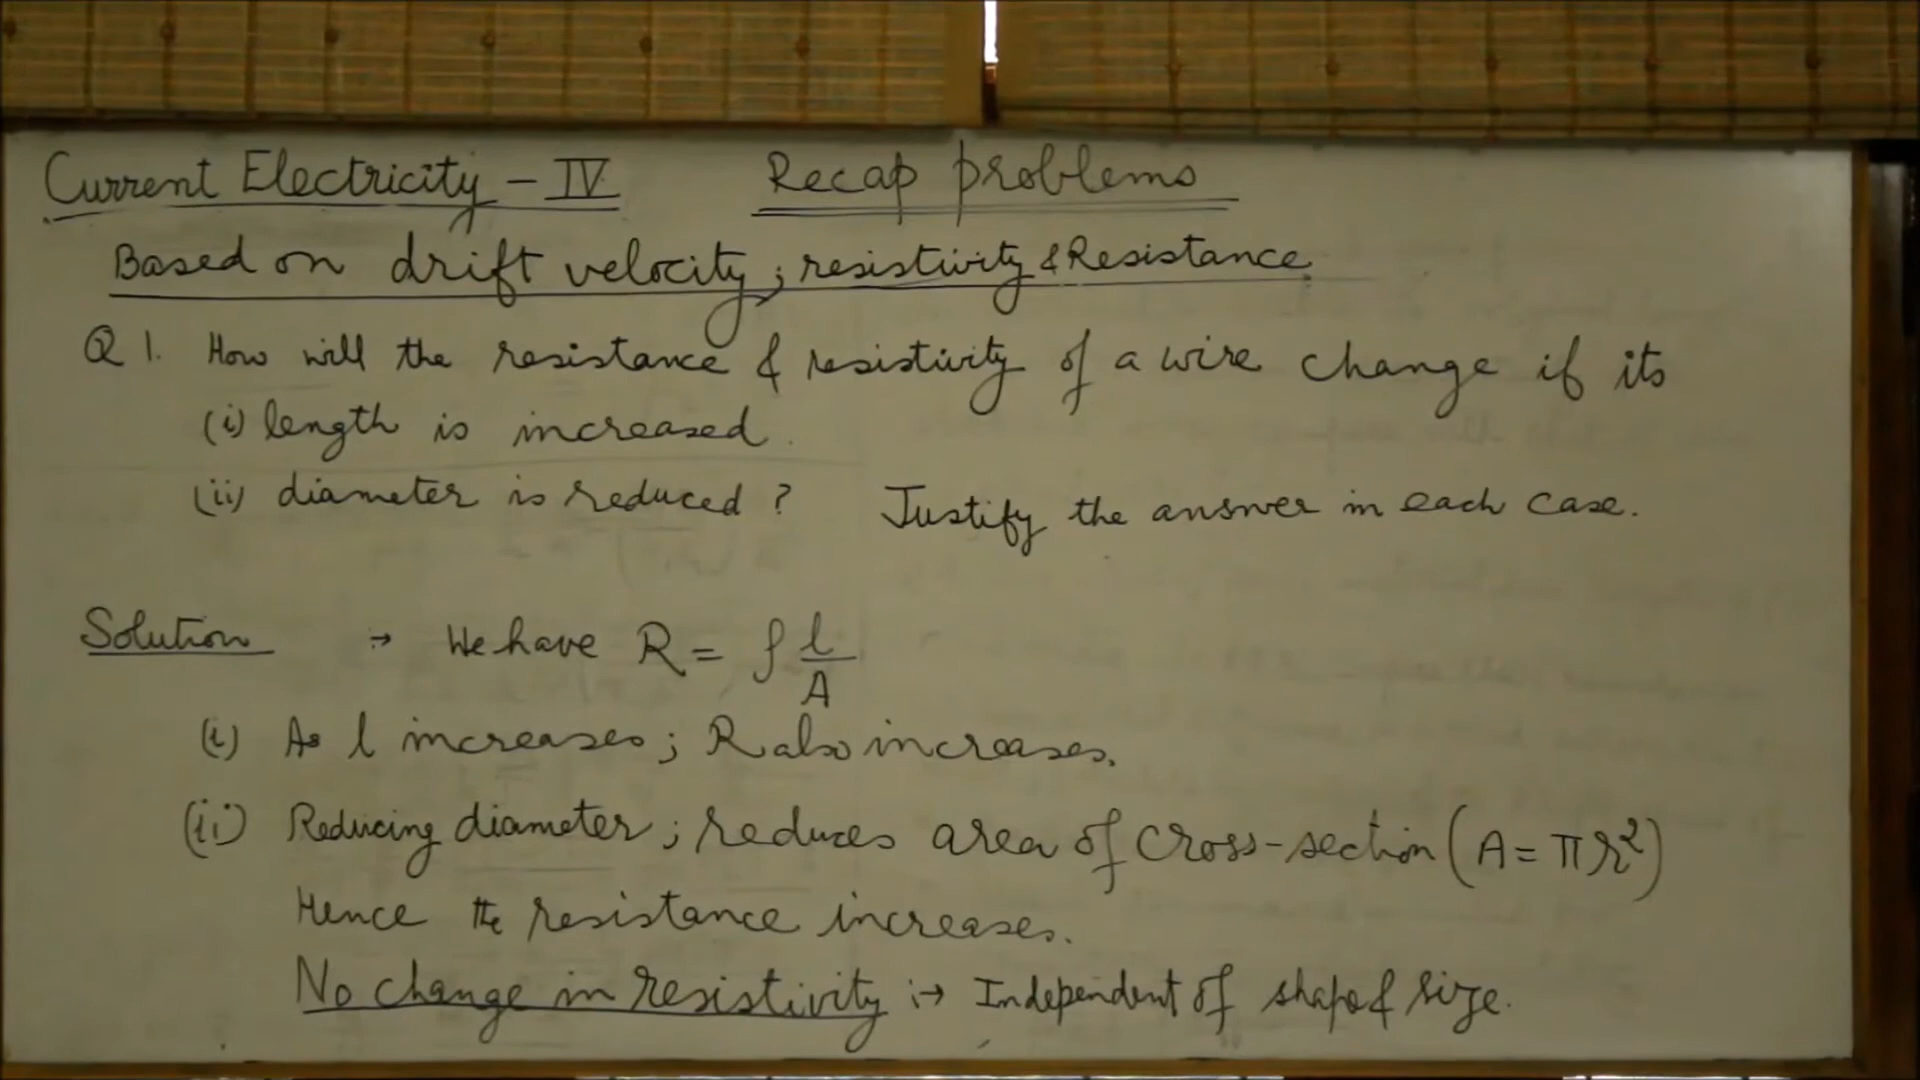 Current Electricity - IV Recap problems
Based on drift velocity; resistivity & Resistance
Q 1. How will the resistance & resistivity of a wire change if its
(i) length is increased.
(ii) diameter is reduced? Justify the answer in each case.
Solution → We have R = ρ l/A
(i) As l increases; R also increases.
(ii) Reducing diameter; reduces area of cross-section (A = πr²)
Hence the resistance increases.
No change in resistivity :→ Independent of shape & size.